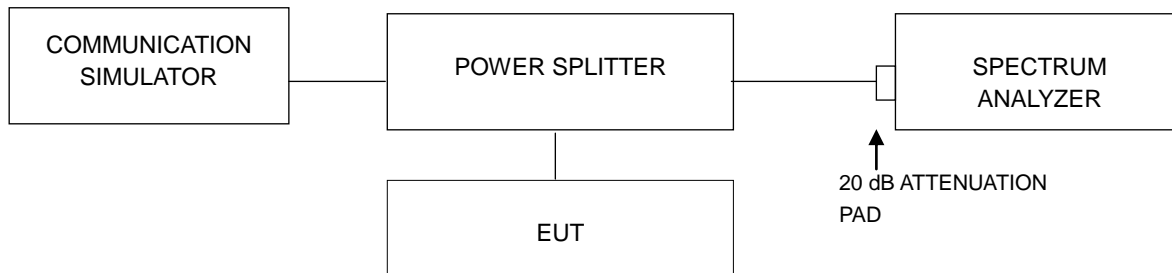 COMMUNICATION
SIMULATOR
POWER SPLITTER
SPECTRUM
ANALYZER
20 dB ATTENUATION
PAD
EUT